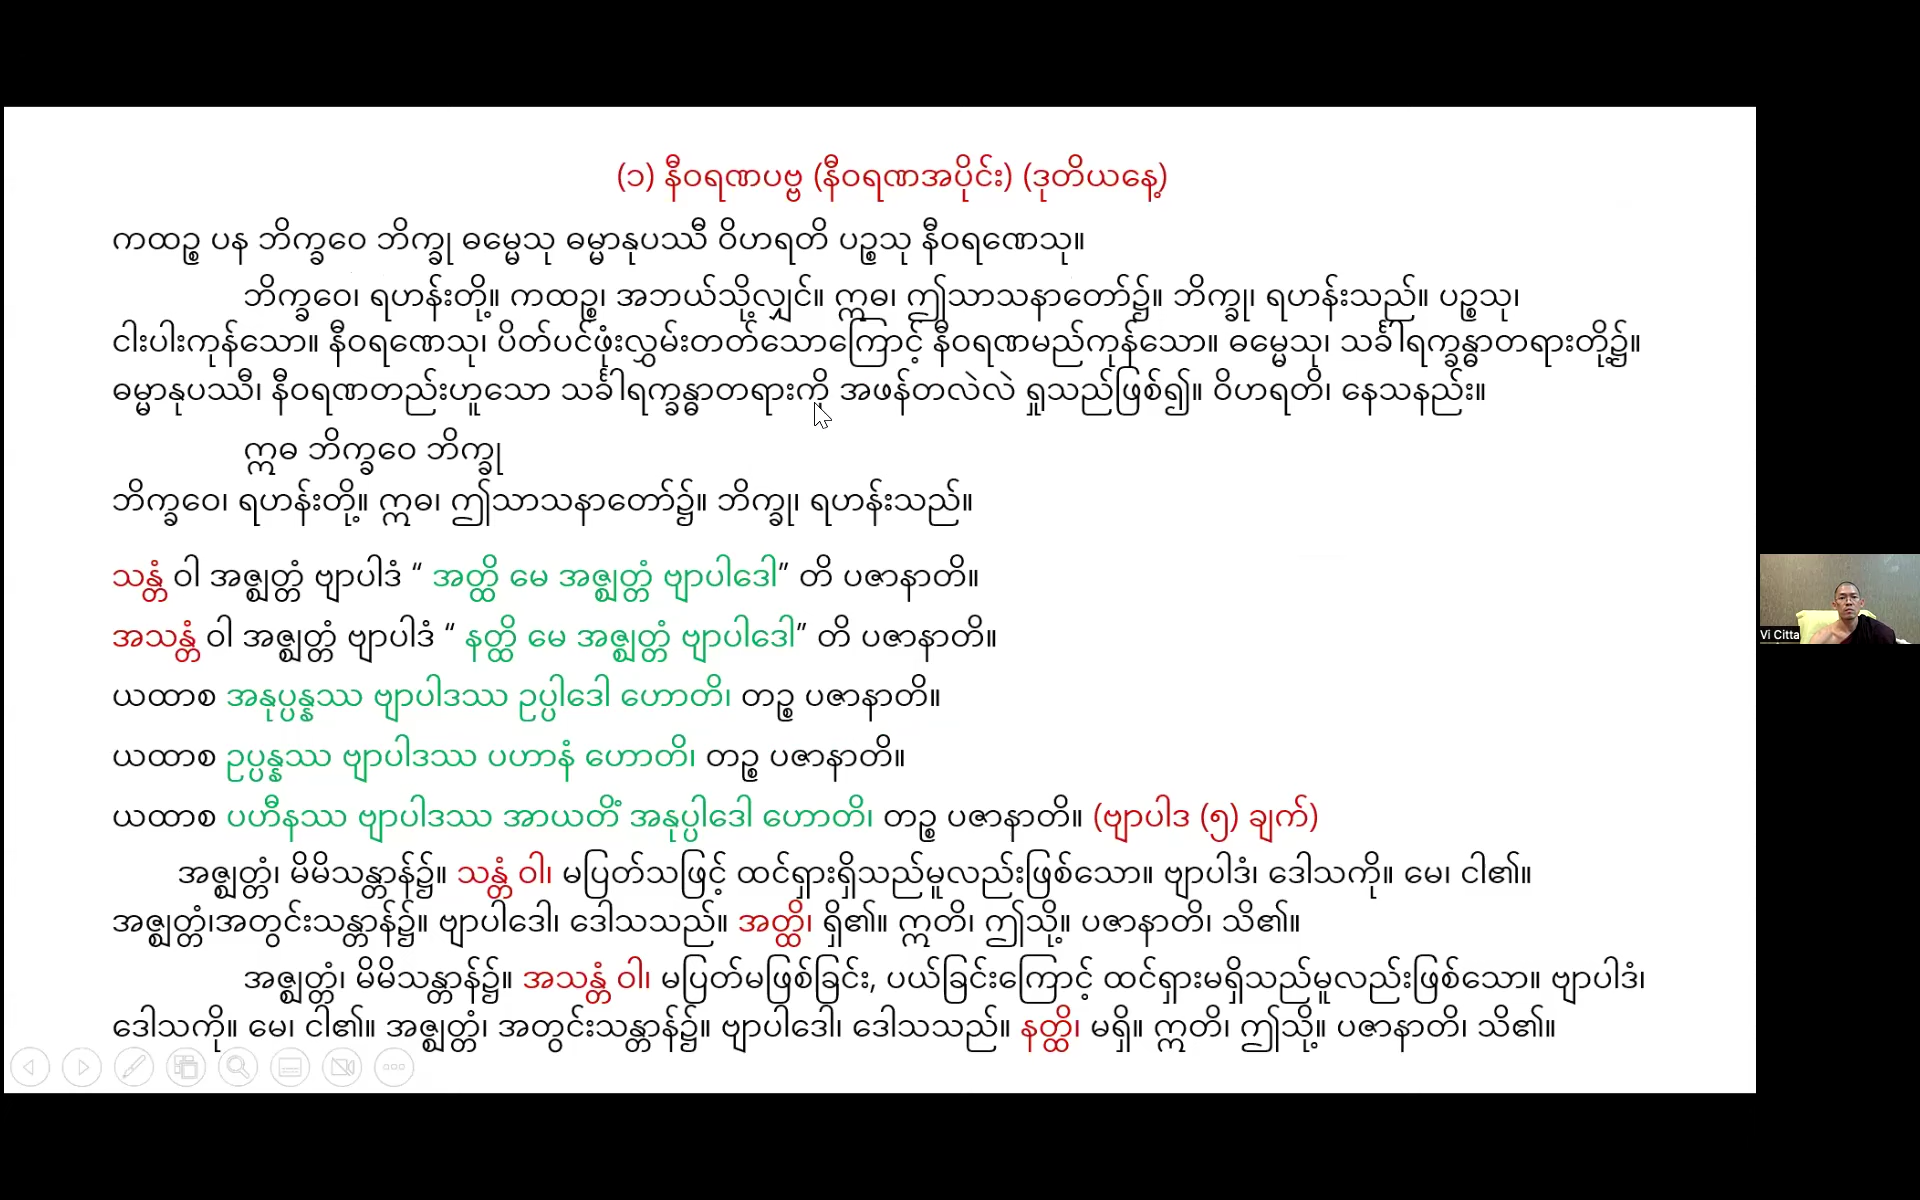 (၁) နီဝရဏပဗ္ဗ (နီဝရဏအပိုင်း) (ဒုတိယနေ့)
ကထဉ္စ ပန ဘိက္ခဝေ ဘိက္ခု ဓမ္မေသု ဓမ္မာနုပဿီ ဝိဟရတိ ပဉ္စသု နီဝရဏေသု။
ဘိက္ခဝေ၊ ရဟန်းတို့။ ကထဉ္စ၊ အဘယ်သို့လျှင်။ ဣဓ၊ ဤသာသနာတော်၌။ ဘိက္ခု၊ ရဟန်းသည်။ ပဉ္စသု၊
ငါးပါးကုန်သော။ နီဝရဏေသု၊ ပိတ်ပင်ဖုံးလွှမ်းတတ်သောကြောင့် နီဝရဏမည်ကုန်သော။ ဓမ္မေသု၊ သင်္ခါရက္ခန္ဓာတရားတို့၌။
ဓမ္မာနုပဿီ၊ နီဝရဏတည်းဟူသော သင်္ခါရက္ခန္ဓာတရားကို အဖန်တလဲလဲ ရှုသည်ဖြစ်၍။ ဝိဟရတိ၊ နေသနည်း။
ဣဓ ဘိက္ခဝေ ဘိက္ခု
ဘိက္ခဝေ၊ ရဟန်းတို့။ ဣဓ၊ ဤသာသနာတော်၌။ ဘိက္ခု၊ ရဟန်းသည်။
သန္တံ ဝါ အဇ္ဈတ္တံ ဗျာပါဒံ “ အတ္ထိ မေ အဇ္ဈတ္တံ ဗျာပါဒေါ” တိ ပဇာနာတိ။
အသန္တံ ဝါ အဇ္ဈတ္တံ ဗျာပါဒံ “ နတ္ထိ မေ အဇ္ဈတ္တံ ဗျာပါဒေါ” တိ ပဇာနာတိ။
ယထာစ အနုပ္ပန္နဿ ဗျာပါဒဿ ဥပ္ပါဒေါ ဟောတိ၊ တဉ္စ ပဇာနာတိ။
ယထာစ ဥပ္ပန္နဿ ဗျာပါဒဿ ပဟာနံ ဟောတိ၊ တဉ္စ ပဇာနာတိ။
ယထာစ ပဟီနဿ ဗျာပါဒဿ အာယတိံ အနုပ္ပါဒေါ ဟောတိ၊ တဉ္စ ပဇာနာတိ။ (ဗျာပါဒ (၅) ချက်)
အဇ္ဈတ္တံ၊ မိမိသန္တာန်၌။ သန္တံ ဝါ၊ မပြတ်သဖြင့် ထင်ရှားရှိသည်မူလည်းဖြစ်သော။ ဗျာပါဒံ၊ ဒေါသကို။ မေ၊ ငါ၏။
အဇ္ဈတ္တံ၊အတွင်းသန္တာန်၌။ ဗျာပါဒေါ၊ ဒေါသသည်။ အတ္ထိ၊ ရှိ၏။ ဣတိ၊ ဤသို့။ ပဇာနာတိ၊ သိ၏။
အဇ္ဈတ္တံ၊ မိမိသန္တာန်၌။ အသန္တံ ဝါ၊ မပြတ်မဖြစ်ခြင်း, ပယ်ခြင်းကြောင့် ထင်ရှားမရှိသည်မူလည်းဖြစ်သော။ ဗျာပါဒံ၊
ဒေါသကို။ မေ၊ ငါ၏။ အဇ္ဈတ္တံ၊ အတွင်းသန္တာန်၌။ ဗျာပါဒေါ၊ ဒေါသသည်။ နတ္ထိ၊ မရှိ။ ဣတိ၊ ဤသို့။ ပဇာနာတိ၊ သိ၏။
Vi Citta